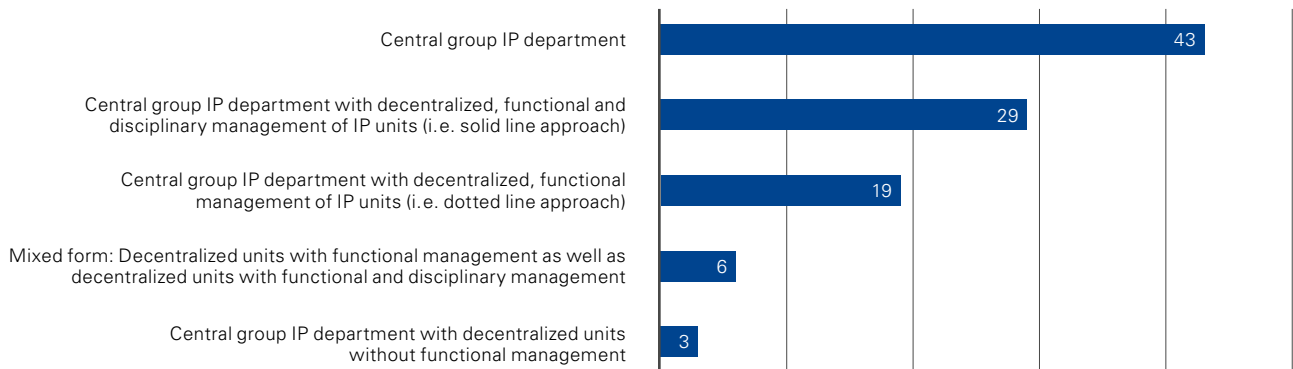 Central group IP department
43
Central group IP department with decentralized, functional and
disciplinary management of IP units (i.e. solid line approach)
29
Central group IP department with decentralized, functional
management of IP units (i.e. dotted line approach)
19
Mixed form: Decentralized units with functional management as well as
decentralized units with functional and disciplinary management
6
Central group IP department with decentralized units
without functional management
3